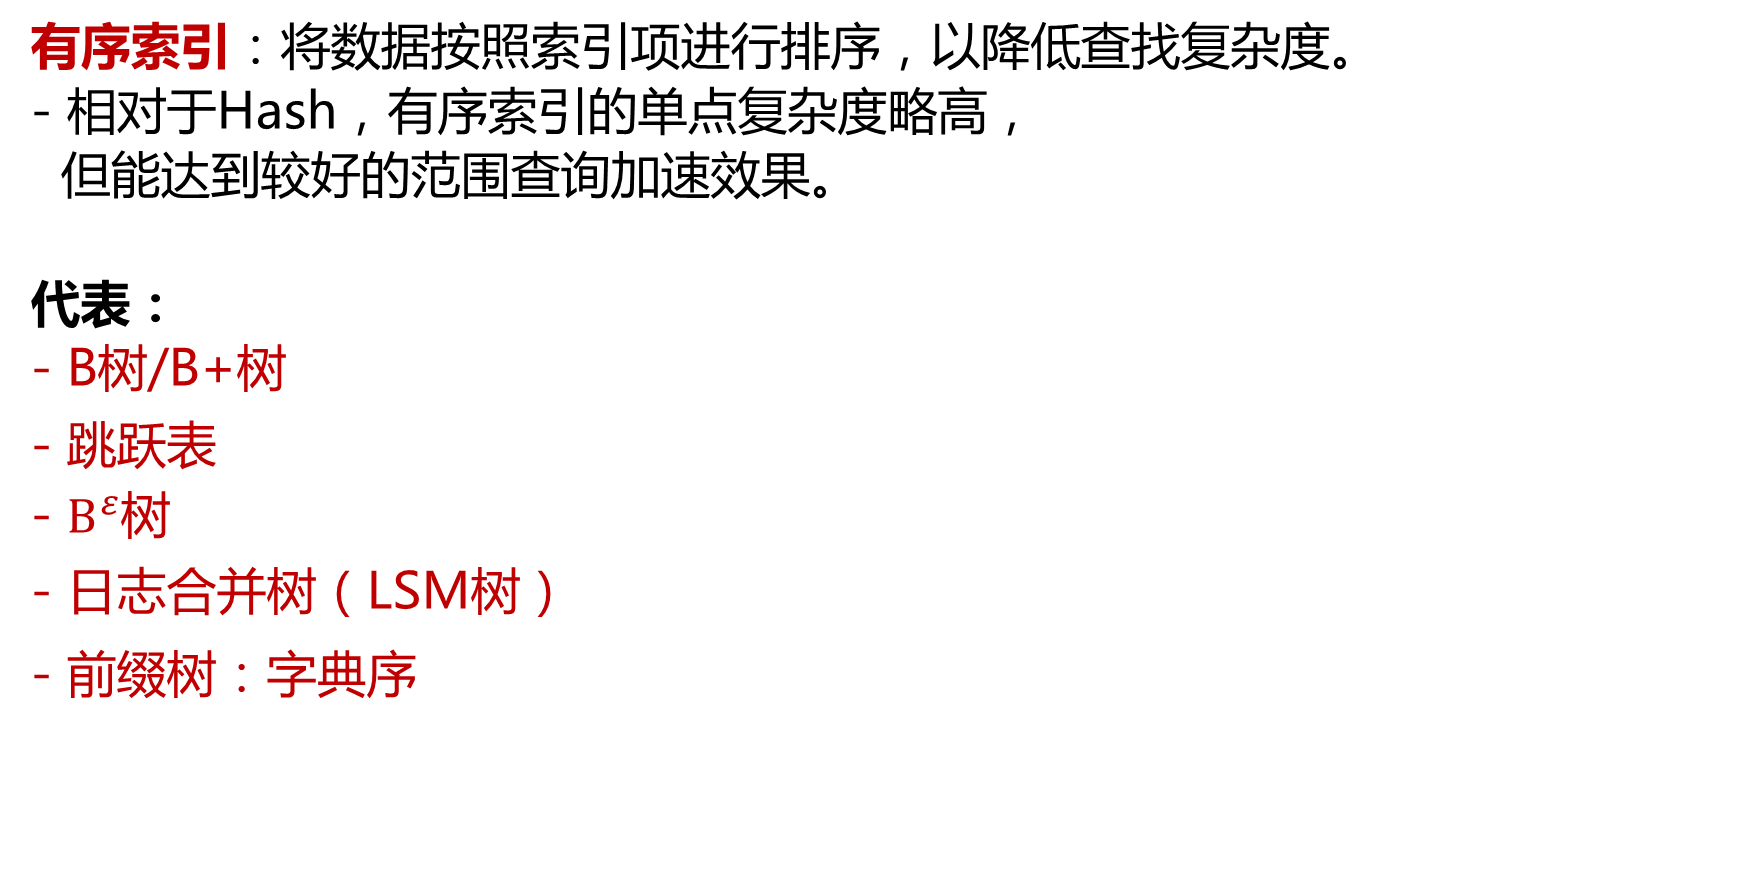 有序索引：将数据按照索引项进行排序，以降低查找复杂度。
- 相对于Hash，有序索引的单点复杂度略高，
但能达到较好的范围查询加速效果。
代表：
- B树/B+树
- 跳跃表
- B^ε树
- 日志合并树（LSM树）
- 前缀树：字典序